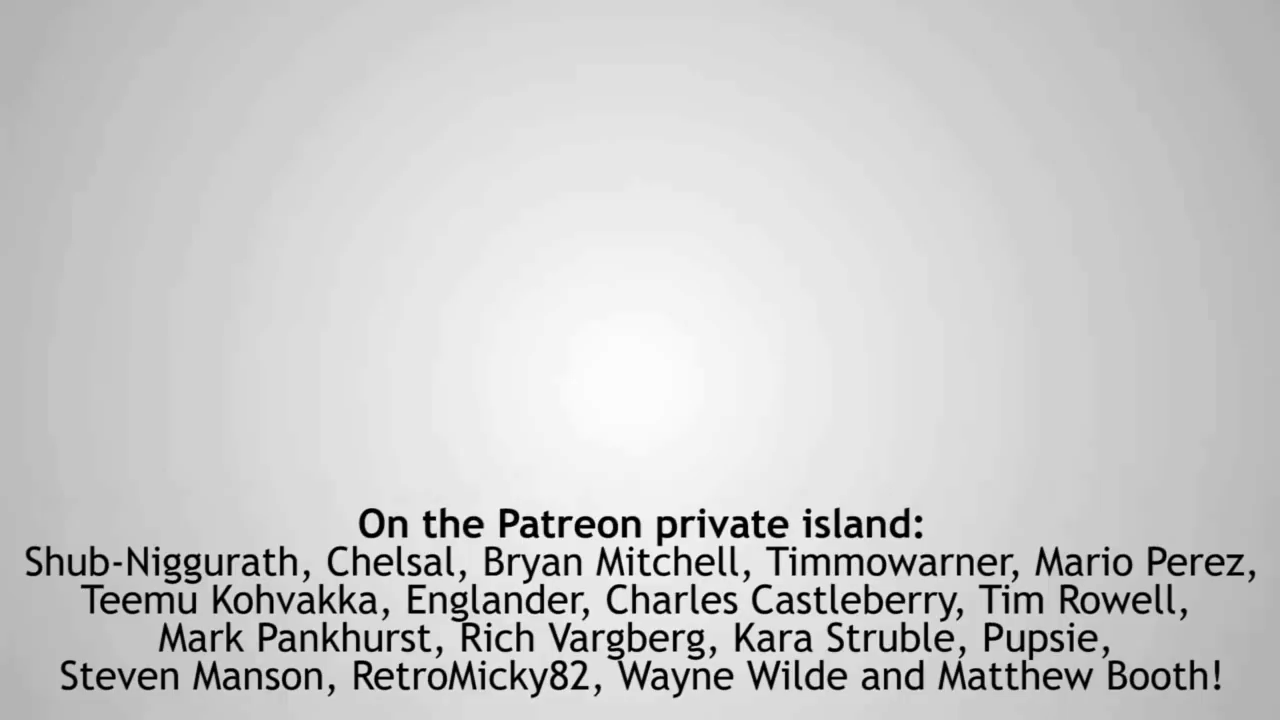 On the Patreon private island:
Shub-Niggurath, Chelsal, Bryan Mitchell, Timmowarner, Mario Perez,
Teemu Kohvakka, Englander, Charles Castleberry, Tim Rowell,
Mark Pankhurst, Rich Vargberg, Kara Struble, Pupsie,
Steven Manson, RetroMicky82, Wayne Wilde and Matthew Booth!